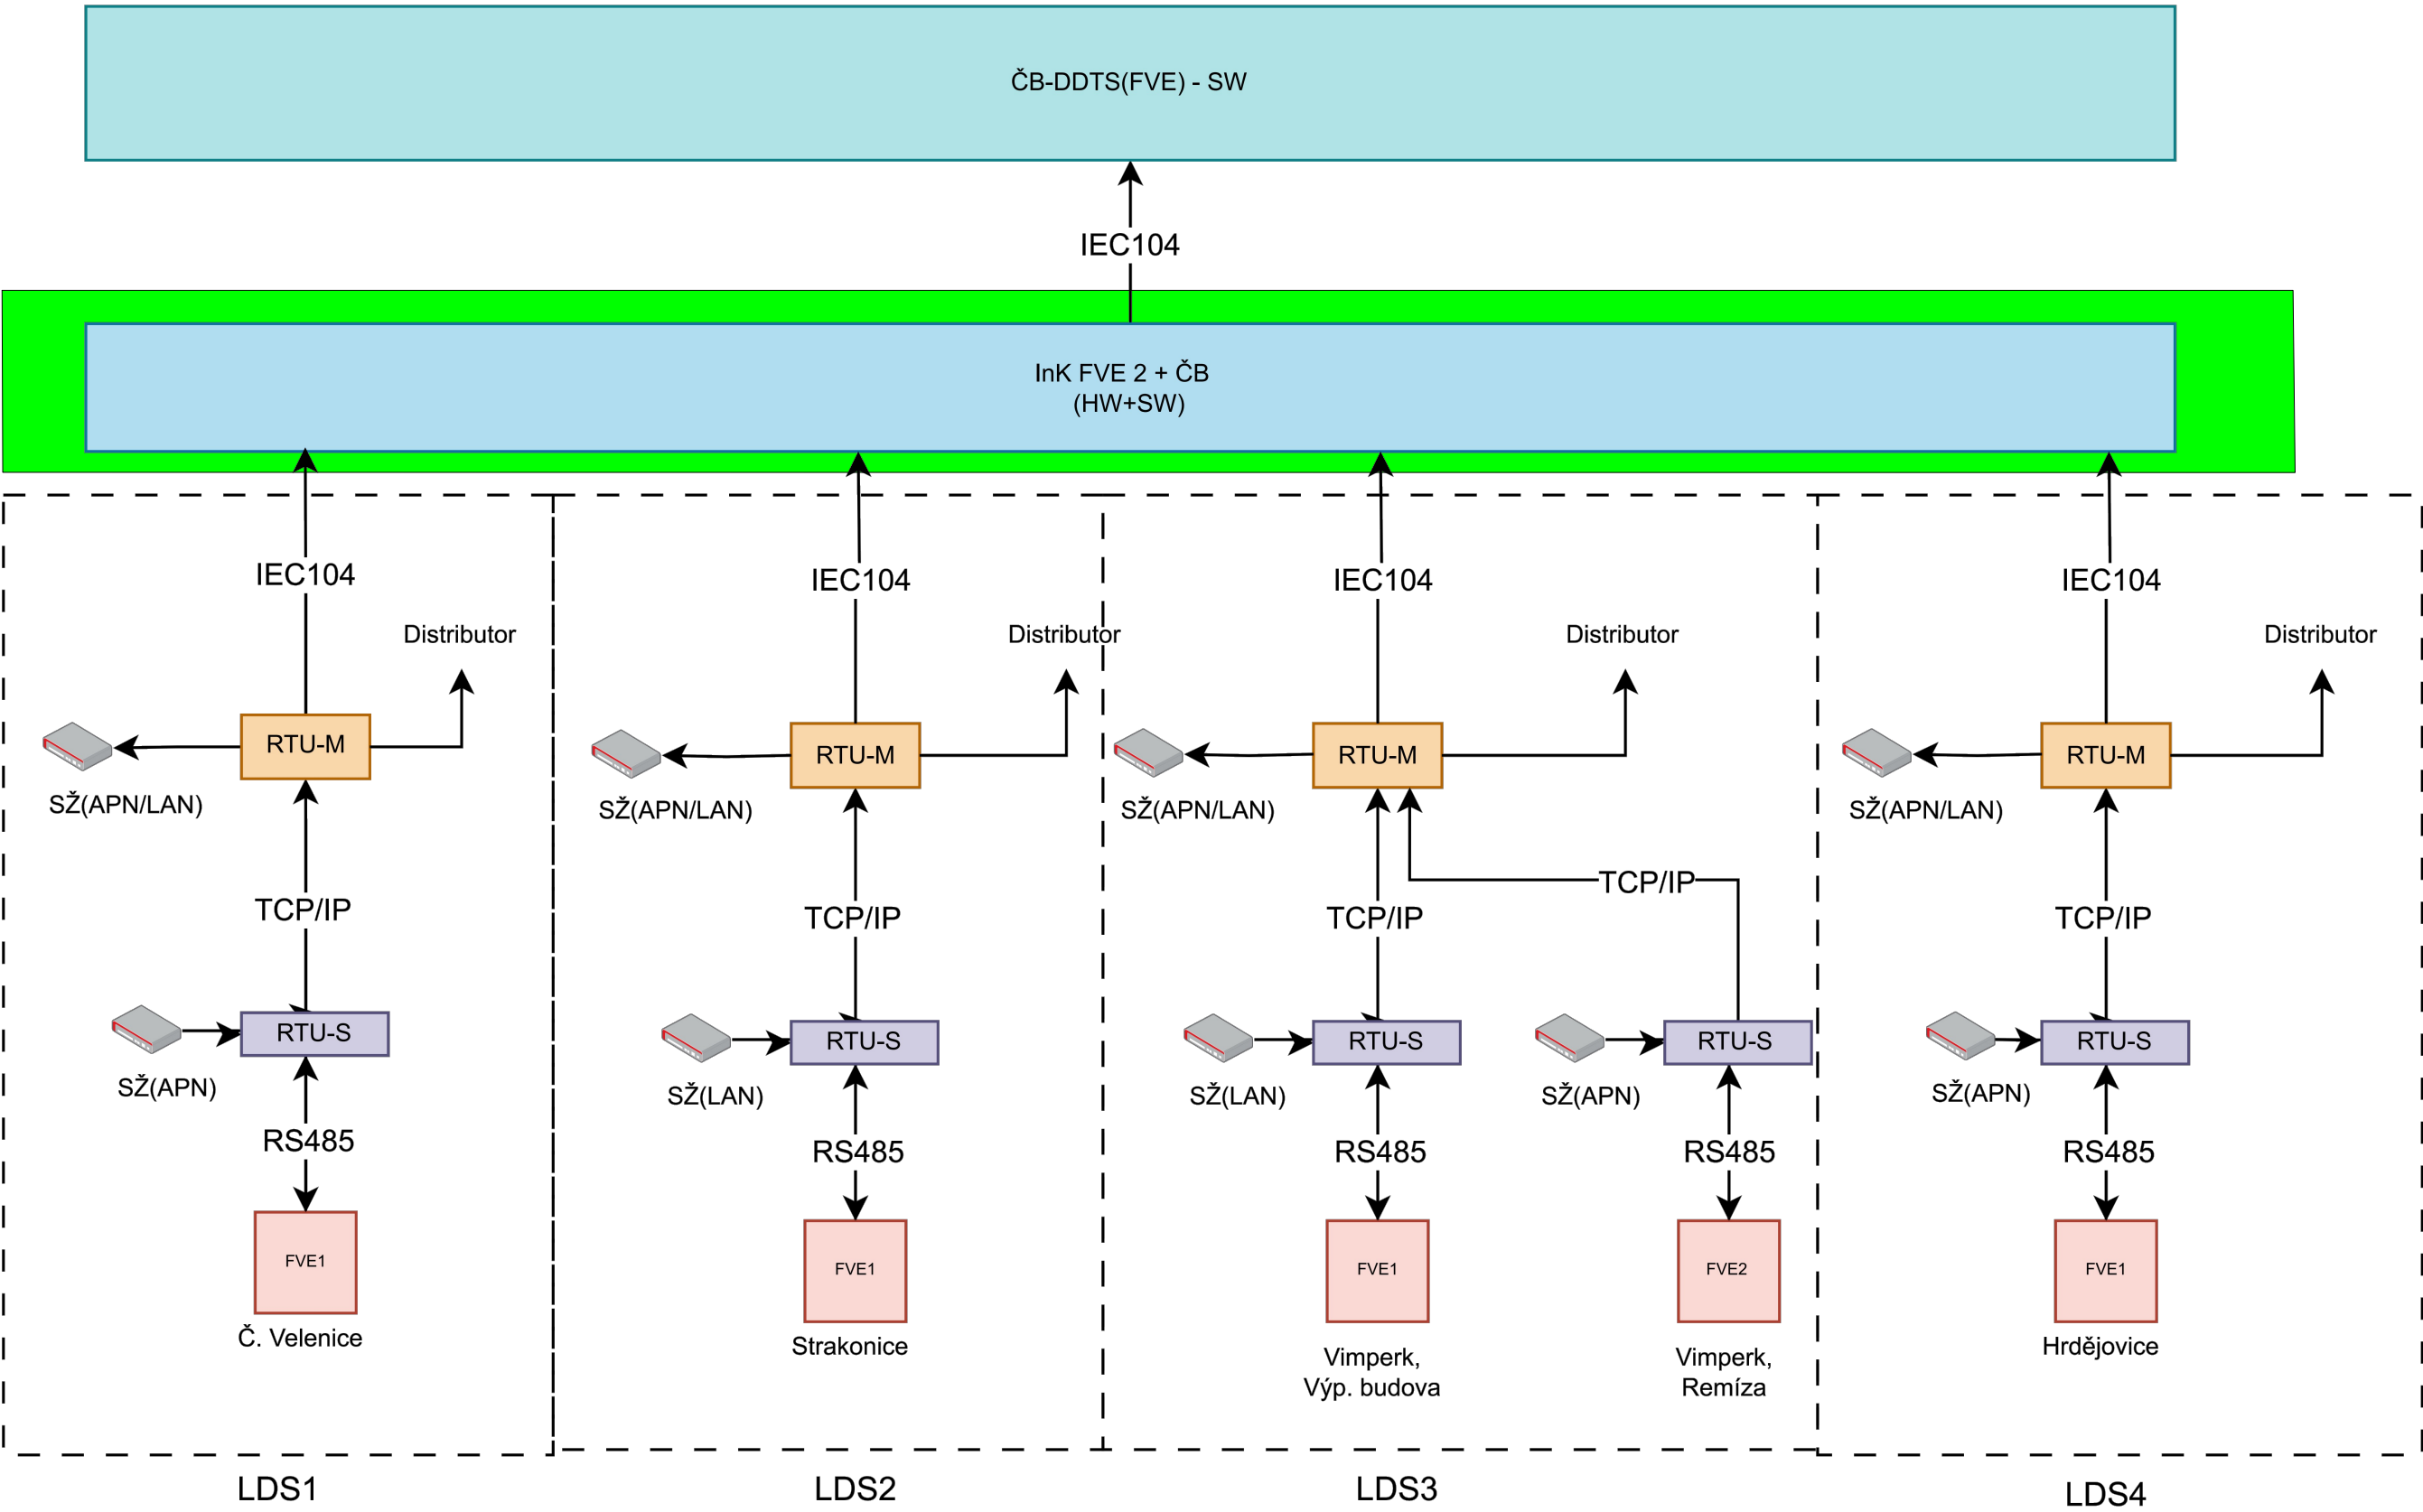 ČB-DDTS(FVE) - SW
IEC104
InK FVE 2 + ČB
(HW+SW)
IEC104
IEC104
IEC104
IEC104
Distributor
Distributor
Distributor
Distributor
RTU-M
RTU-M
RTU-M
RTU-M
SŽ(APN/LAN)
SŽ(APN/LAN)
SŽ(APN/LAN)
SŽ(APN/LAN)
TCP/IP
TCP/IP
TCP/IP
TCP/IP
TCP/IP
RTU-S
RTU-S
RTU-S
RTU-S
RTU-S
SŽ(APN)
SŽ(LAN)
SŽ(LAN)
SŽ(APN)
SŽ(APN)
RS485
RS485
RS485
RS485
RS485
FVE1
FVE1
FVE1
FVE2
FVE1
Č. Velenice
Strakonice
Vimperk,
Výp. budova
Vimperk,
Remíza
Hrdějovice
LDS1
LDS2
LDS3
LDS4